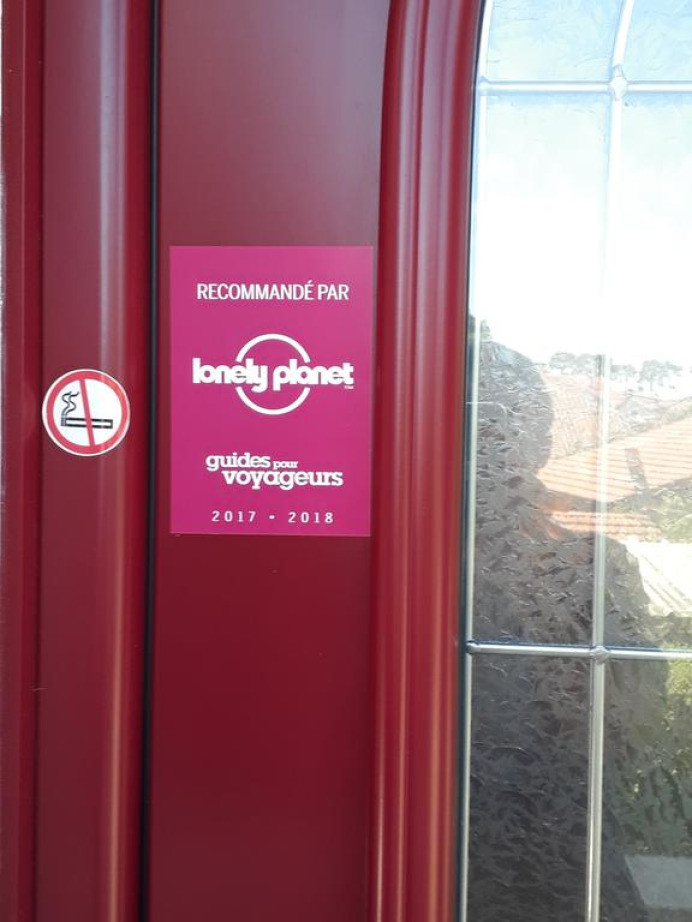 RECOMMANDÉ PAR
lonely planet
guides pour
voyageurs
2017 • 2018